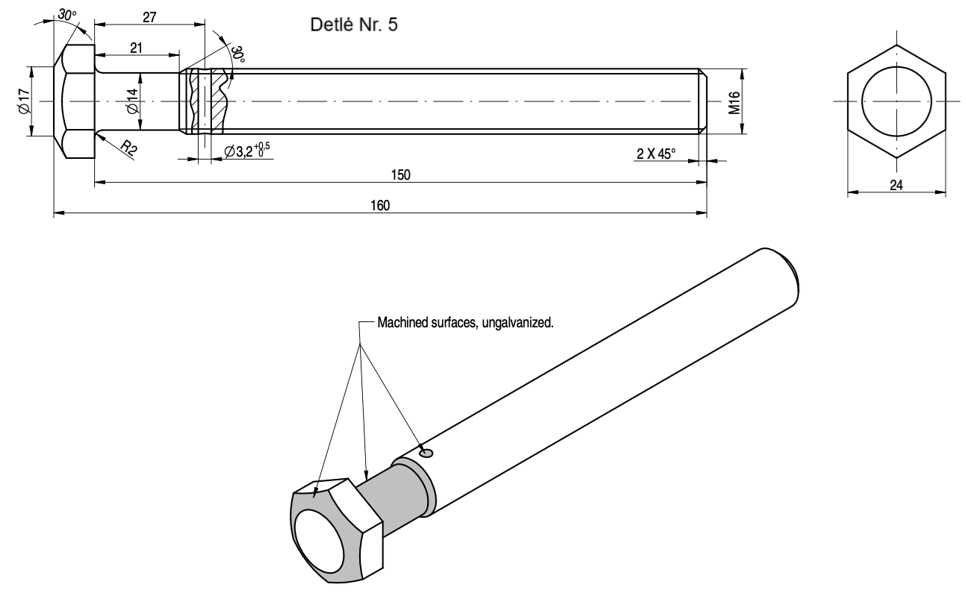 Detlė Nr. 5
30°
27
21
30°
Ø17
Ø14
R2
Ø3,2 +0,5 0
M16
2 X 45°
150
160
24
Machined surfaces, ungalvanized.